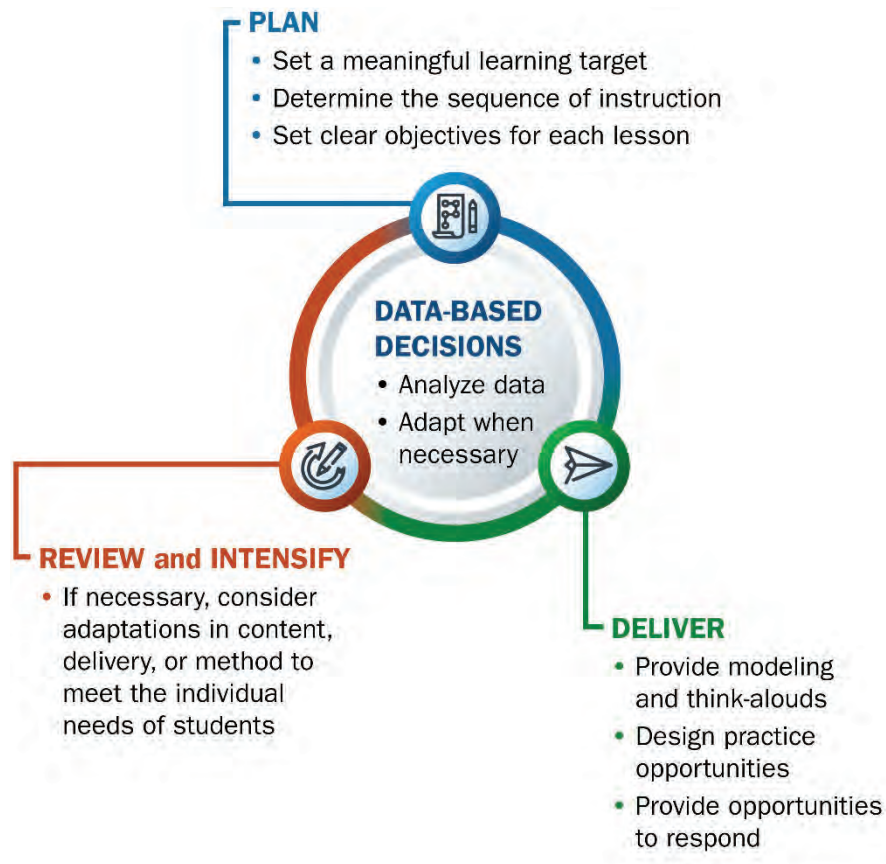 PLAN
• Set a meaningful learning target
• Determine the sequence of instruction
• Set clear objectives for each lesson
DATA-BASED
DECISIONS
• Analyze data
• Adapt when
necessary
REVIEW and INTENSIFY
• If necessary, consider
adaptations in content,
delivery, or method to
meet the individual
needs of students
DELIVER
• Provide modeling
and think-alouds
• Design practice
opportunities
• Provide opportunities
to respond